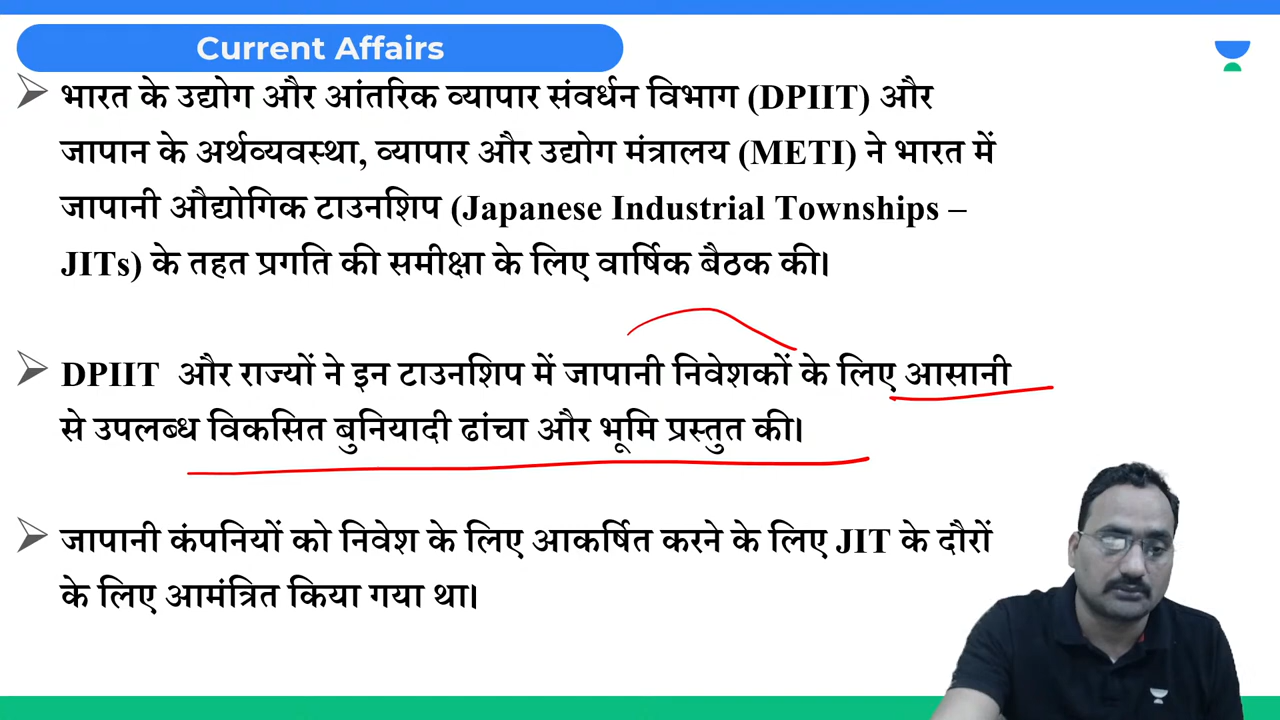 Current Affairs
भारत के उद्योग और आंतरिक व्यापार संवर्धन विभाग (DPIIT) और
जापान के अर्थव्यवस्था, व्यापार और उद्योग मंत्रालय (METI) ने भारत में
जापानी औद्योगिक टाउनशिप (Japanese Industrial Townships –
JITs) के तहत प्रगति की समीक्षा के लिए वार्षिक बैठक की।
DPIIT और राज्यों ने इन टाउनशिप में जापानी निवेशकों के लिए आसानी
से उपलब्ध विकसित बुनियादी ढांचा और भूमि प्रस्तुत की।
जापानी कंपनियों को निवेश के लिए आकर्षित करने के लिए JIT के दौरों
के लिए आमंत्रित किया गया था।